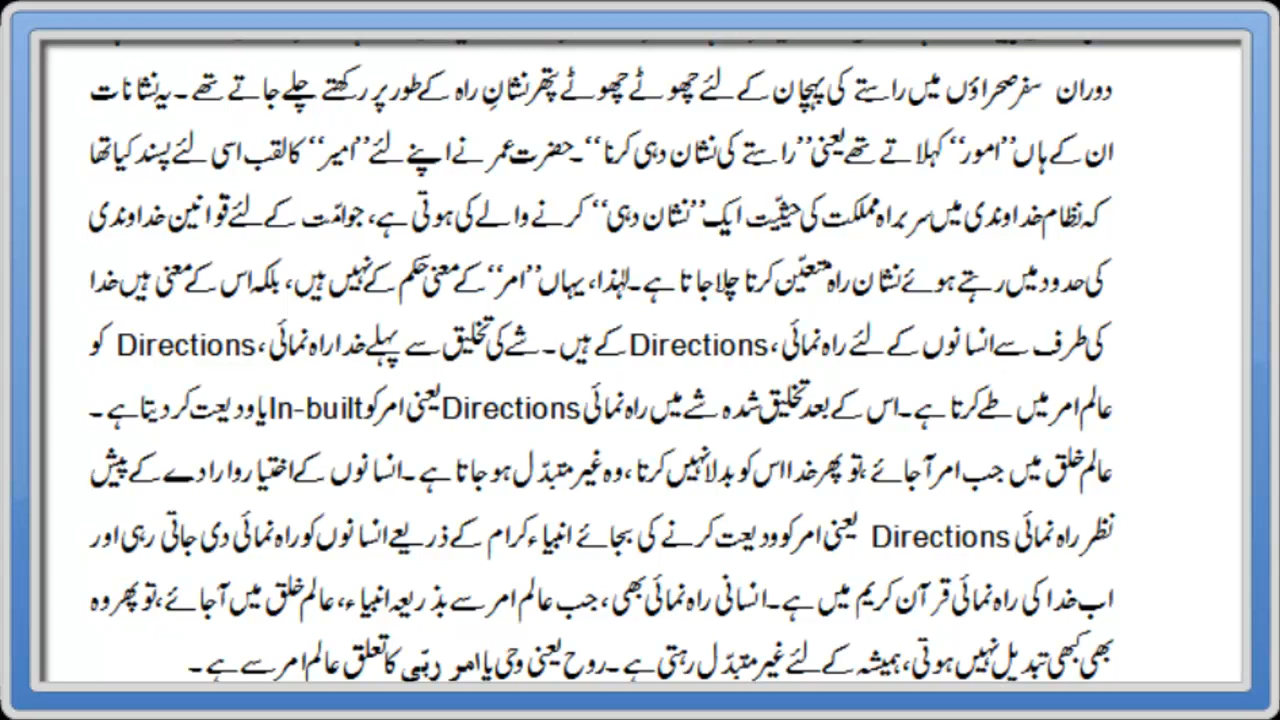 دوران سفر صحراؤں میں راستے کی پہچان کے لئے چھوٹے چھوٹے پتھر نشانِ راہ کے طور پر رکھتے چلے جاتے تھے۔ یہ نشانات
ان کے ہاں ’’امور‘‘ کہلاتے تھے یعنی ’’راستے کی نشان دہی کرنا‘‘۔ حضرت عمر نے اپنے لئے ’’امیر‘‘ کا لقب اسی لئے پسند کیا تھا
کہ نظام خداوندی میں سربراہ مملکت کی حیثیّت ایک ’’نشان دہی‘‘ کرنے والے کی ہوتی ہے، جو امّت کے لئے قوانین خداوندی
کی حدود میں رہتے ہوئے نشان راہ متعیّن کرتا چلا جاتا ہے۔ لہٰذا، یہاں ’’امر‘‘ کے معنی حکم کے نہیں ہیں، بلکہ اس کے معنی ہیں خدا
کی طرف سے انسانوں کے لئے راہ نمائی، Directions کے ہیں۔ شے کی تخلیق سے پہلے خدا راہ نمائی، Directions کو
عالم امر میں طے کرتا ہے۔ اس کے بعد تخلیق شدہ شے میں راہ نمائی Directions یعنی امر کو In-built یا ودیعت کر دیتا ہے۔
عالم خلق میں جب امر آ جائے، تو پھر خدا اس کو بدلا نہیں کرتا، وہ غیر متبدّل ہو جاتا ہے۔ انسانوں کے اختیار و ارادے کے پیش
نظر راہ نمائی Directions یعنی امر کو ودیعت کرنے کی بجائے انبیاء کرام کے ذریعے انسانوں کو راہ نمائی دی جاتی رہی اور
اب خدا کی راہ نمائی قرآن کریم میں ہے۔ انسانی راہ نمائی بھی، جب عالم امر سے بذریعہ انبیاء، عالم خلق میں آ جائے، تو پھر وہ
بھی کبھی تبدیل نہیں ہوتی، ہمیشہ کے لئے غیر متبدّل رہتی ہے۔ روح یعنی وحی یا امر ربّی کا تعلق عالم امر سے ہے۔